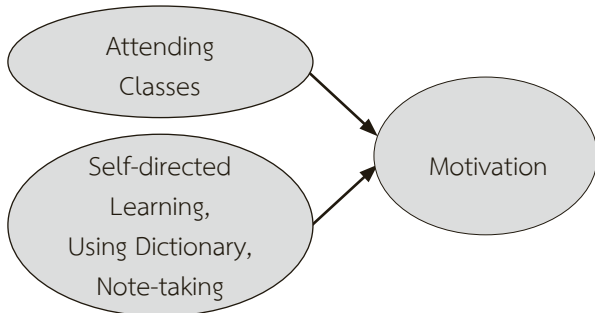 Attending
Classes
Self-directed
Learning,
Using Dictionary,
Note-taking
Motivation